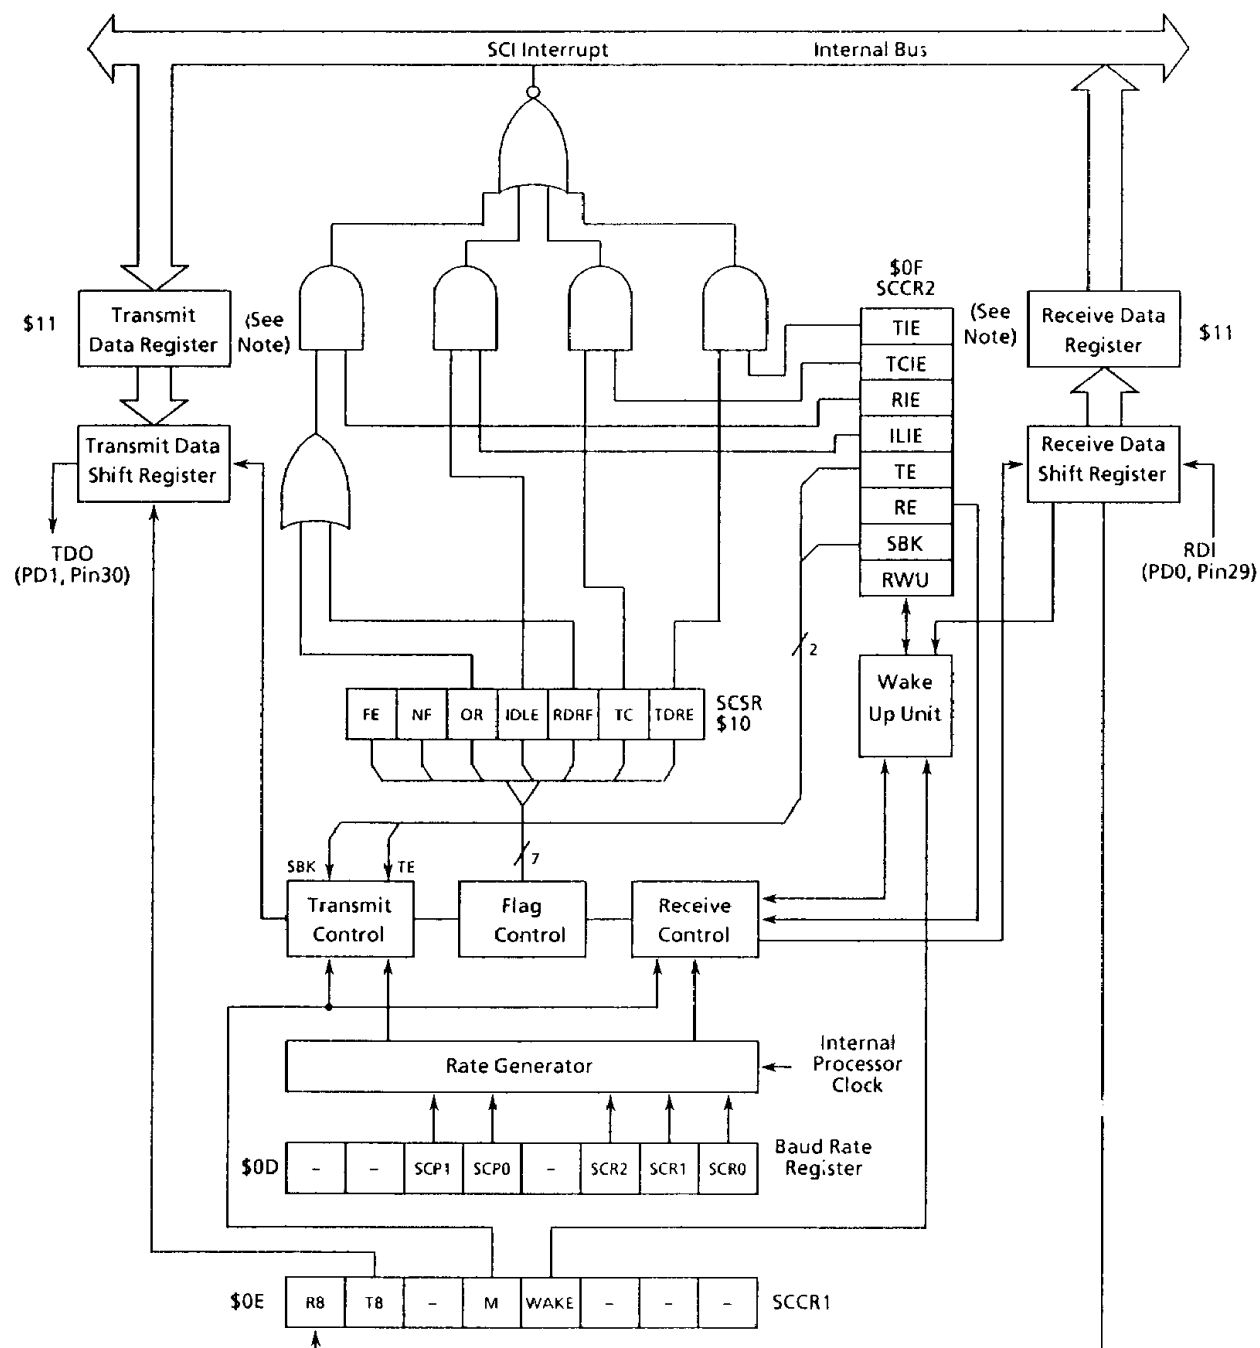 SCI Interrupt
Internal Bus
$11
Transmit
Data Register
(See
Note)
$0F
SCCR2
(See
Note)
Receive Data
Register
$11
TIE
TCIE
RIE
ILIE
TE
RE
SBK
RWU
Transmit Data
Shift Register
Receive Data
Shift Register
TDO
(PD1, Pin30)
RDI
(PD0, Pin29)
2
Wake
Up Unit
FE NF OR IDLE RDRF TC TDRE
SCSR
$10
7
SBK
TE
Transmit
Control
Flag
Control
Receive
Control
Rate Generator
Internal
Processor
Clock
$0D
- - SCP1 SCP0 - SCR2 SCR1 SCR0
Baud Rate
Register
$0E
R8 T8 - M WAKE - - -
SCCR1